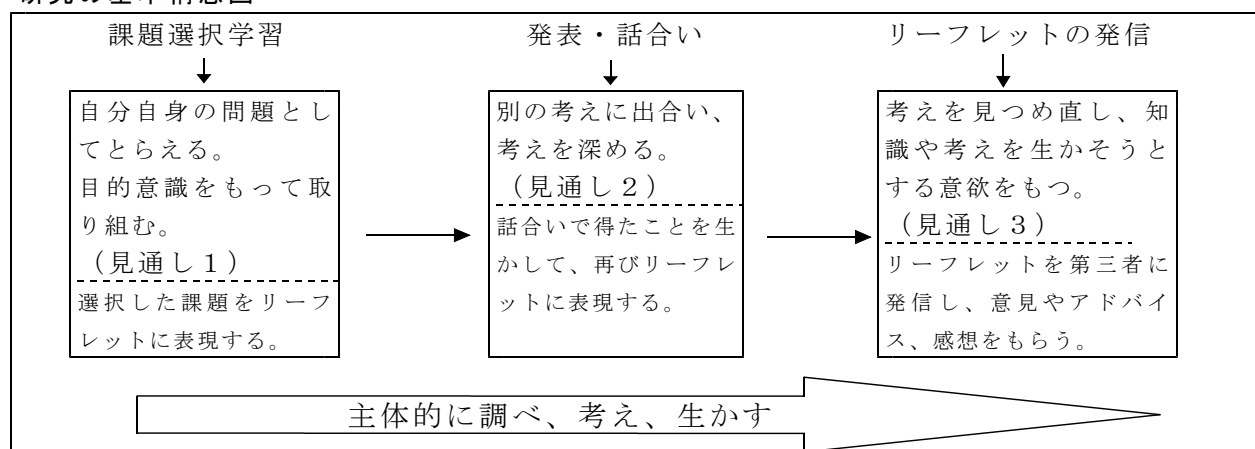 課題選択学習
自分自身の問題とし
てとらえる。
目的意識をもって取
り組む。
(見通し1)
選択した課題をリーフ
レットに表現する。
発表・話合い
別の考えに出合い、
考えを深める。
(見通し2)
話合いで得たことを生
かして、再びリーフレ
ットに表現する。
リーフレットの発信
考えを見つめ直し、知
識や考えを生かそうと
する意欲をもつ。
(見通し3)
リーフレットを第三者に
発信し、意見やアドバイ
ス、感想をもらう。
主体的に調べ、考え、生かす